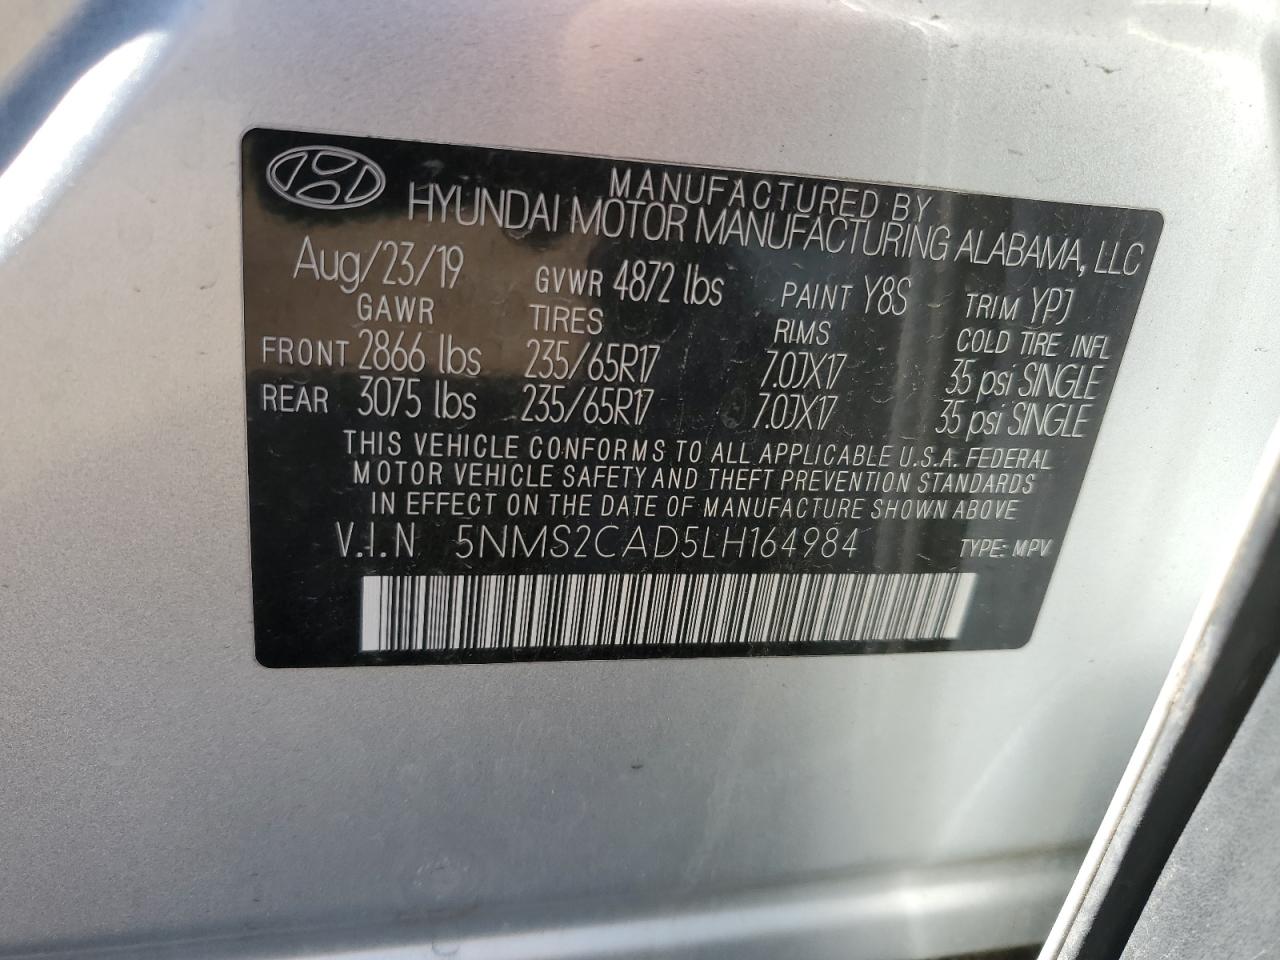 MANUFACTURED BY
HYUNDAI MOTOR MANUFACTURING ALABAMA, LLC
Aug/23/19 GVWR 4872 lbs PAINT Y8S TRIM YPJ
GAWR TIRES RIMS COLD TIRE INFL
FRONT 2866 lbs 235/65R17 7.0JX17 35 psi SINGLE
REAR 3075 lbs 235/65R17 7.0JX17 35 psi SINGLE
THIS VEHICLE CONFORMS TO ALL APPLICABLE U.S.A. FEDERAL
MOTOR VEHICLE SAFETY AND THEFT PREVENTION STANDARDS
IN EFFECT ON THE DATE OF MANUFACTURE SHOWN ABOVE
V.I.N 5NMS2CAD5LH164984 TYPE: MPV